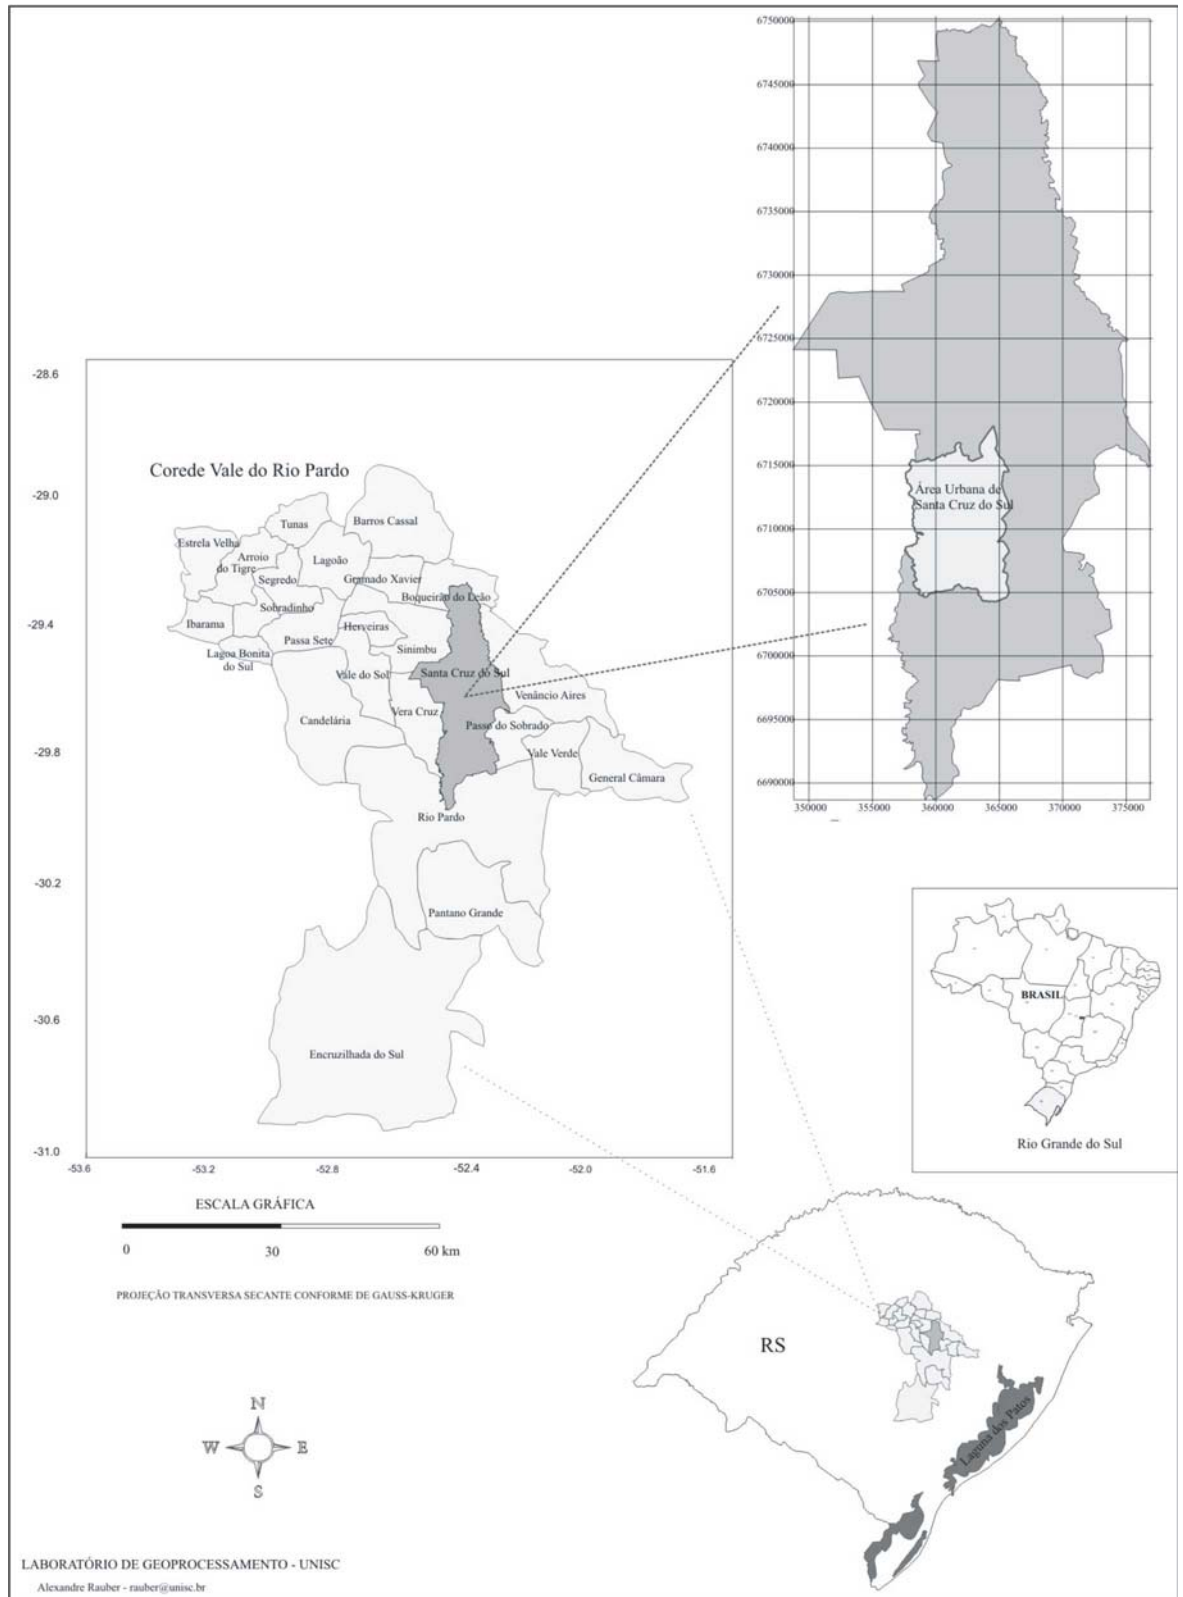 6750000
6745000
6740000
6735000
6730000
6725000
6720000
6715000
6710000
6705000
6700000
6695000
6690000
350000
355000
360000
365000
370000
375000
Área Urbana de
Santa Cruz do Sul
-28.6
-29.0
-29.4
-29.8
-30.2
-30.6
-31.0
-53.6
-53.2
-52.8
-52.4
-52.0
-51.6
Corede Vale do Rio Pardo
Tunas
Barros Cassal
Estrela Velha
Arroio
do Tigre
Lagoão
Segredo
Gramado Xavier
Boqueirão do Leão
Sobradinho
Ibarama
Herveiras
Passa Sete
Sinimbu
Lagoa Bonita
do Sul
Vale do Sol
Santa Cruz do Sul
Venâncio Aires
Vera Cruz
Candelária
Passo do Sobrado
Vale Verde
General Câmara
Rio Pardo
Pantano Grande
Encruzilhada do Sul
BRASIL
Rio Grande do Sul
ESCALA GRÁFICA
0
30
60 km
PROJEÇÃO TRANSVERSA SECANTE CONFORME DE GAUSS-KRUGER
RS
Laguna dos Patos
N
W
E
S
LABORATÓRIO DE GEOPROCESSAMENTO - UNISC
Alexandre Rauber - rauber@unisc.br